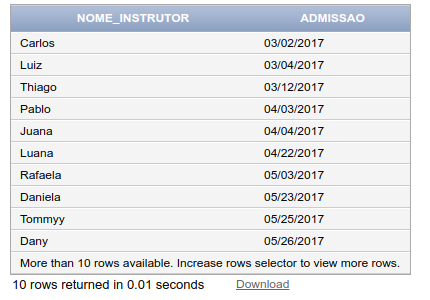 NOME_INSTRUTOR ADMISSAO
Carlos 03/02/2017
Luiz 03/04/2017
Thiago 03/12/2017
Pablo 04/03/2017
Juana 04/04/2017
Luana 04/22/2017
Rafaela 05/03/2017
Daniela 05/23/2017
Tommyy 05/25/2017
Dany 05/26/2017
More than 10 rows available. Increase rows selector to view more rows.
10 rows returned in 0.01 seconds Download